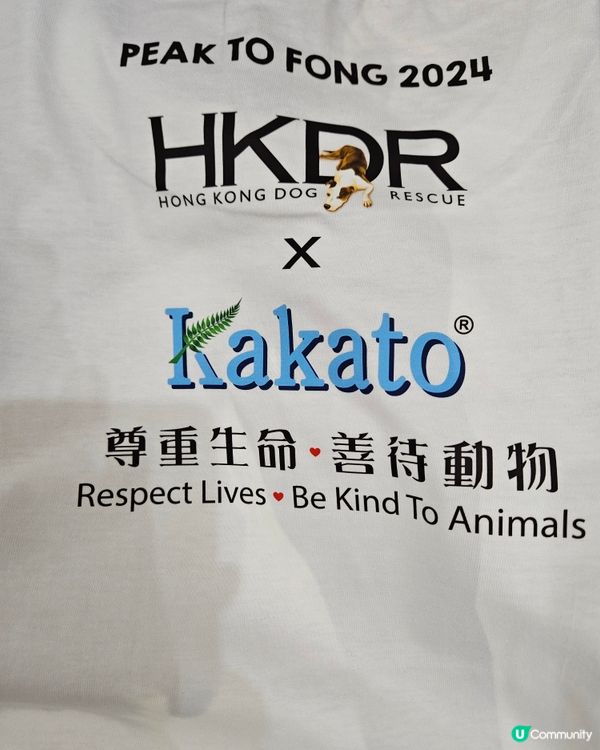 PEAK TO FONG 2024
HKDR
HONG KONG DOG RESCUE
X
Kakato®
尊重生命♥善待動物
Respect Lives ♥ Be Kind To Animals
U Community